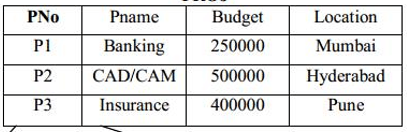 PNo Pname Budget Location
P1 Banking 250000 Mumbai
P2 CAD/CAM 500000 Hyderabad
P3 Insurance 400000 Pune